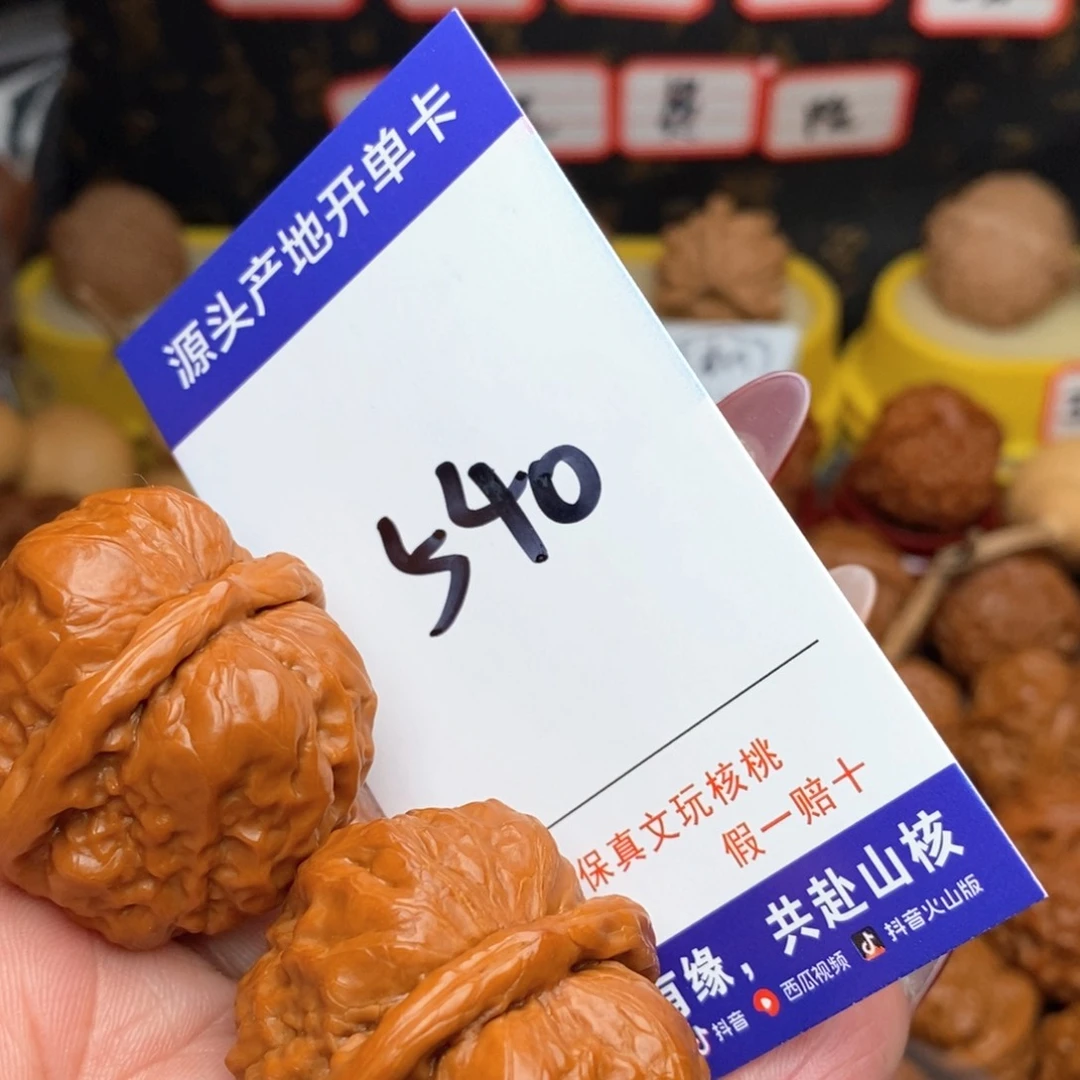 源头产地开单卡
540
保真文玩核桃
假一赔十
有缘，共赴山核
抖音 西瓜视频 抖音火山版